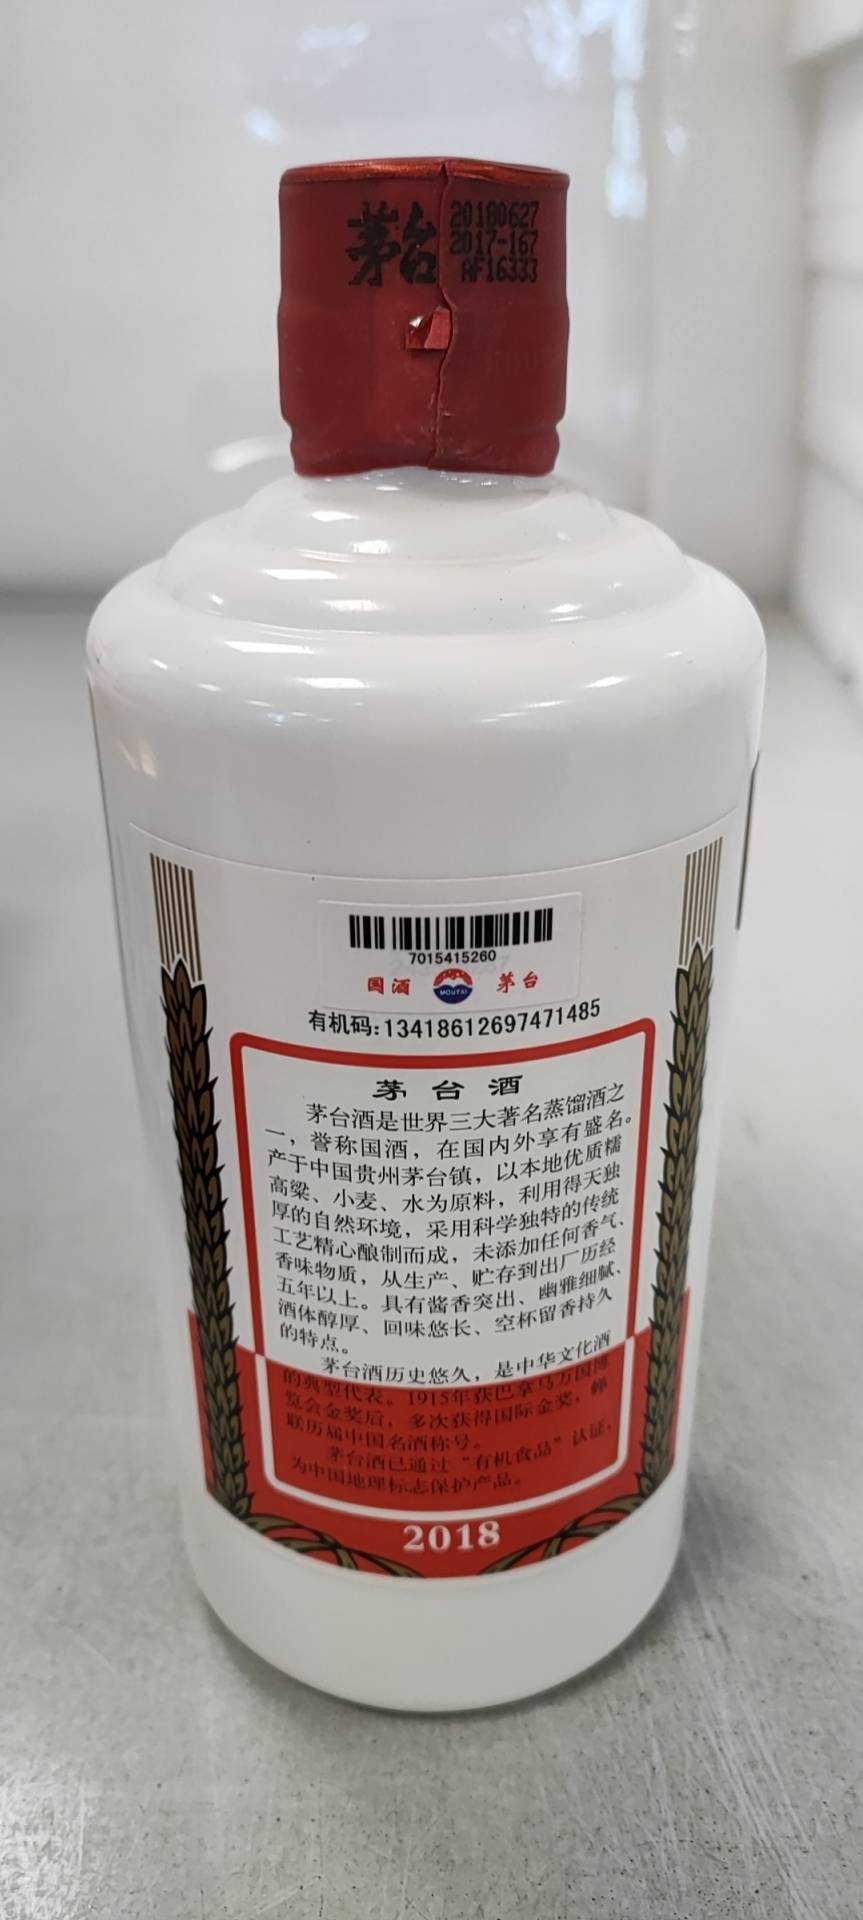 茅台
20180627
2017-167
AF16333
7015415260
国酒 MOUTAI 茅台
有机码:13418612697471485
茅台酒
茅台酒是世界三大著名蒸馏酒之
一，誉称国酒，在国内外享有盛名。
产于中国贵州茅台镇，以本地优质糯
高粱、小麦、水为原料，利用得天独
厚的自然环境，采用科学独特的传统
工艺精心酿制而成，未添加任何香气、
香味物质，从生产、贮存到出厂历经
五年以上。具有酱香突出、幽雅细腻、
酒体醇厚、回味悠长、空杯留香持久
的特点。
茅台酒历史悠久，是中华文化酒
的典型代表。1915年获巴拿马万国博
览会金奖后，多次获得国际金奖，蝉
联历届中国名酒称号。
茅台酒已通过“有机食品”认证，
为中国地理标志保护产品。
2018